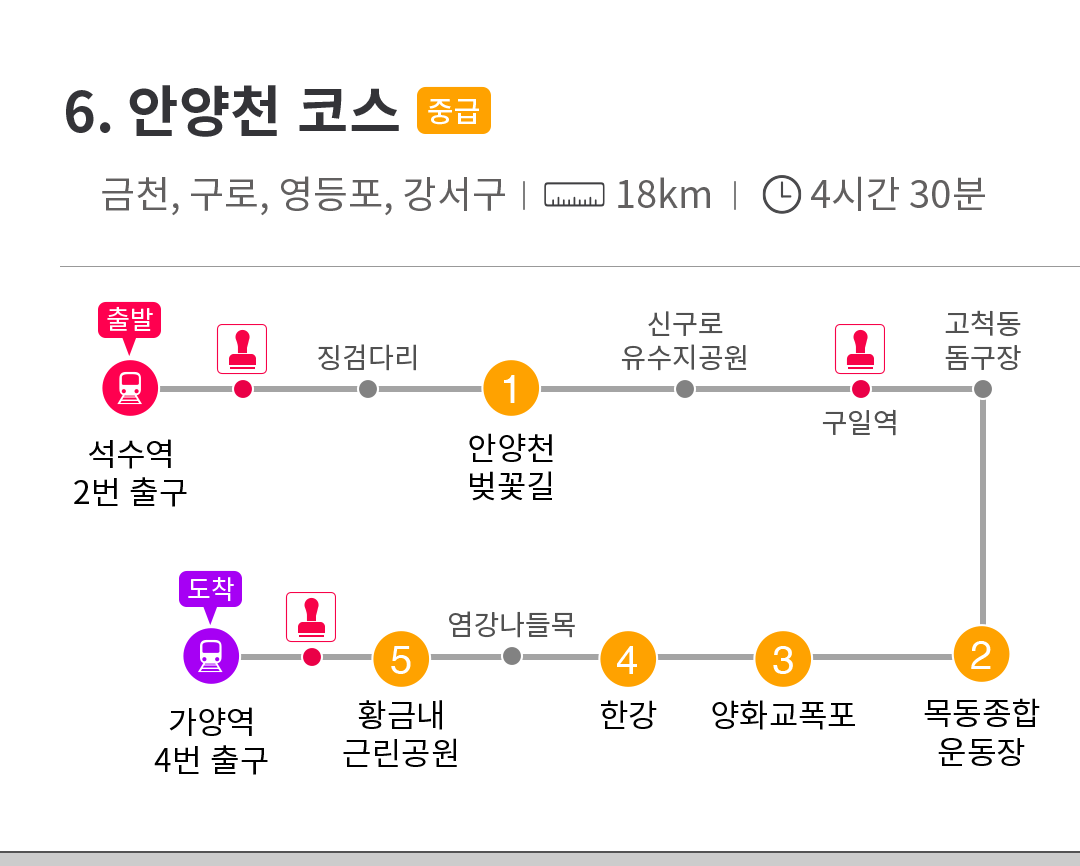 6. 안양천 코스 중급
금천, 구로, 영등포, 강서구 | 18km | 4시간 30분
출발
징검다리
신구로
유수지공원
고척동
돔구장
1
구일역
석수역
2번 출구
안양천
벚꽃길
도착
염강나들목
5
4
3
2
가양역
4번 출구
황금내
근린공원
한강
양화교폭포
목동종합
운동장